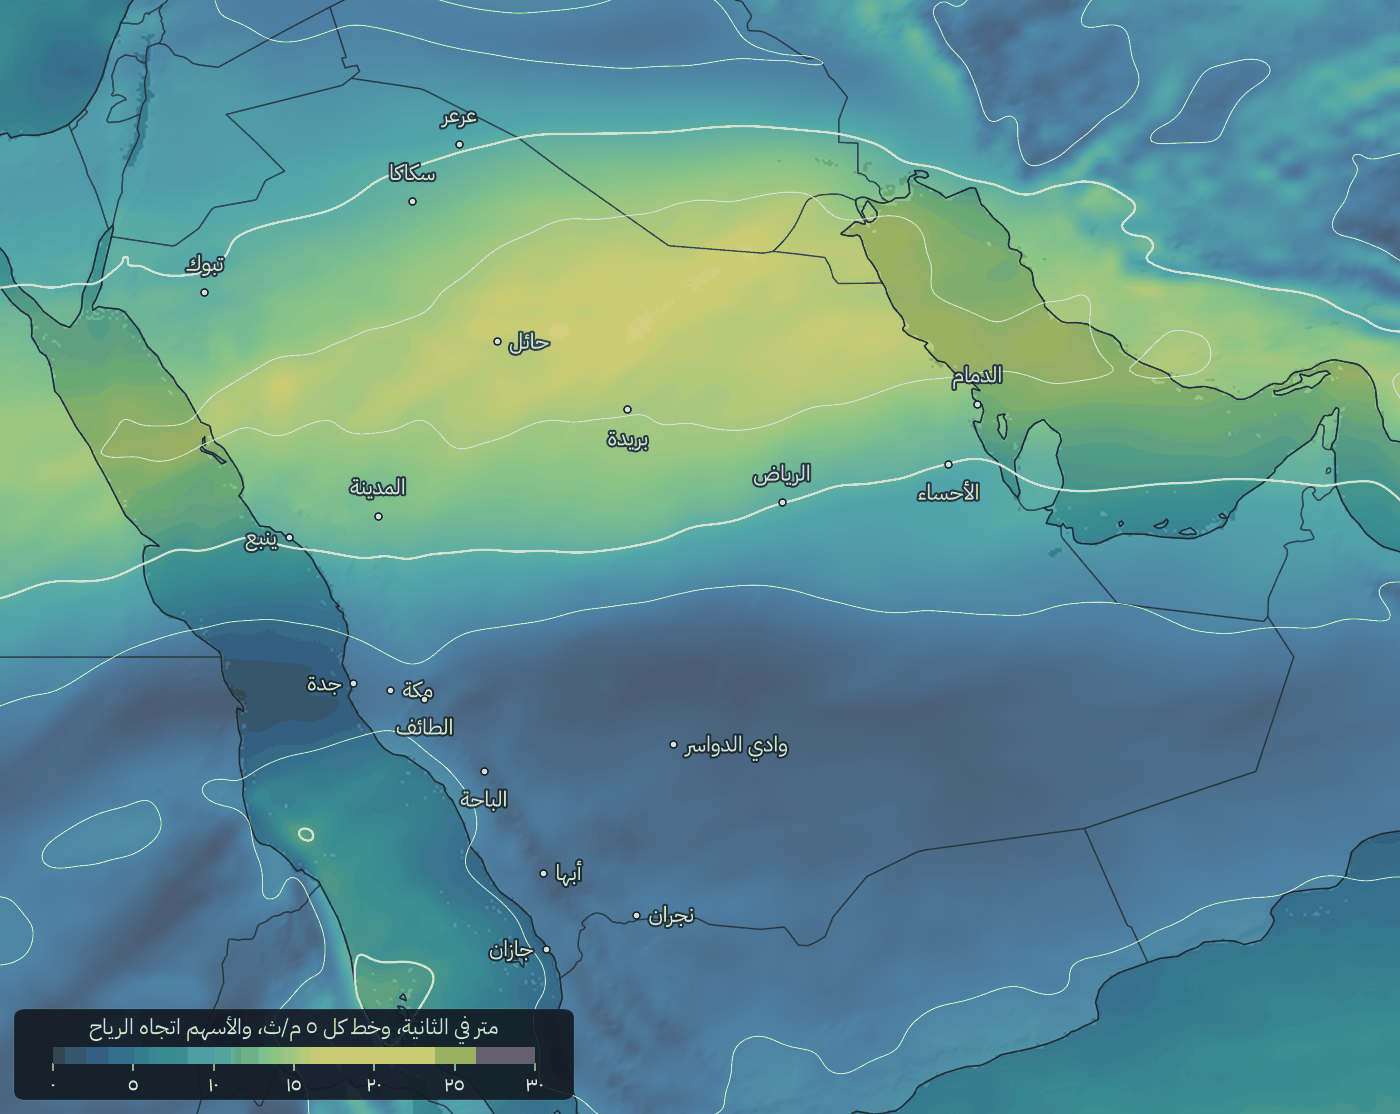 عرعر
سكاكا
تبوك
حائل
الدمام
بريدة
الرياض
المدينة
الأحساء
ينبع
جدة
مكة
الطائف
وادي الدواسر
الباحة
أبها
نجران
جازان
متر في الثانية، وخط كل ٥ م/ث، والأسهم اتجاه الرياح
٠ ٥ ١٠ ١٥ ٢٠ ٢٥ ٣٠